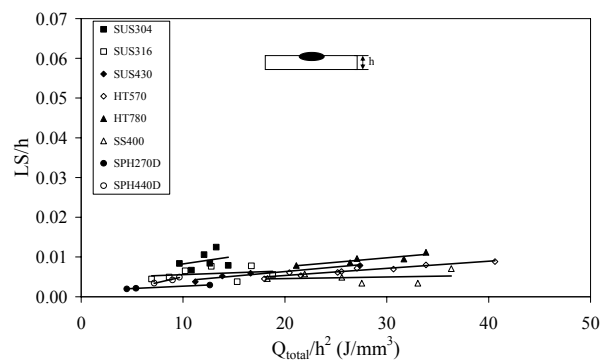 0.07
0.06
0.05
0.04
0.03
0.02
0.01
0.00
LS/h
SUS304
SUS316
SUS430
HT570
HT780
SS400
SPH270D
SPH440D
h
0 10 20 30 40 50
Q_total/h² (J/mm³)